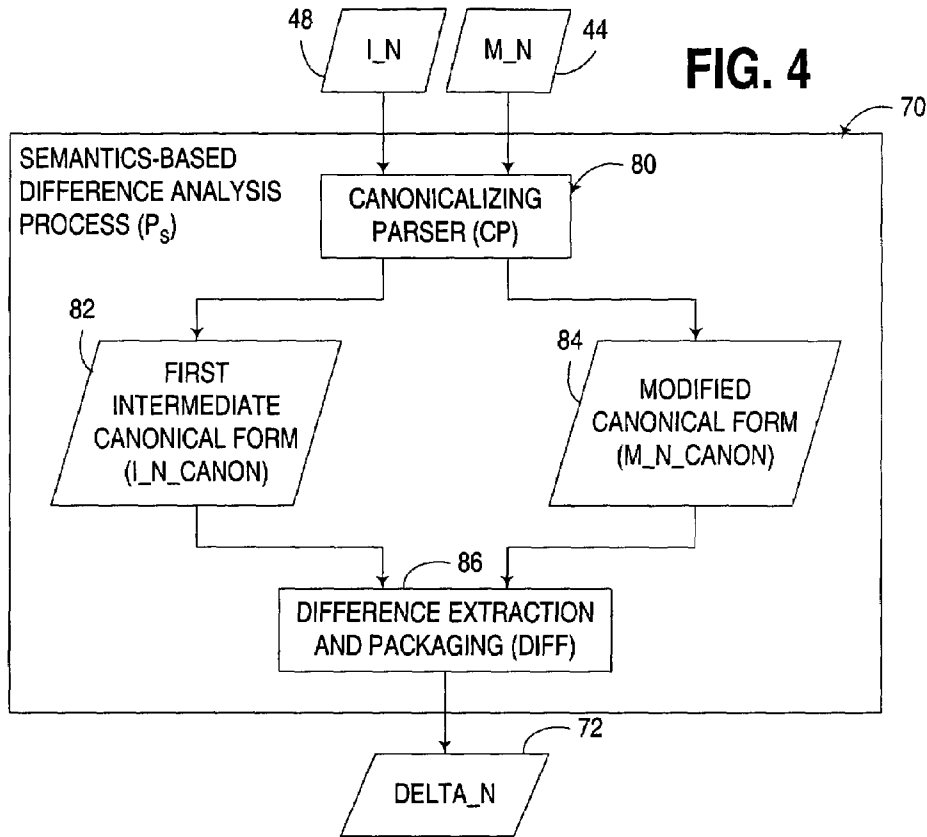 48
I_N
M_N
44
FIG. 4
70
SEMANTICS-BASED
DIFFERENCE ANALYSIS
PROCESS (PS)
80
CANONICALIZING
PARSER (CP)
82
FIRST
INTERMEDIATE
CANONICAL FORM
(I_N_CANON)
84
MODIFIED
CANONICAL FORM
(M_N_CANON)
86
DIFFERENCE EXTRACTION
AND PACKAGING (DIFF)
72
DELTA_N